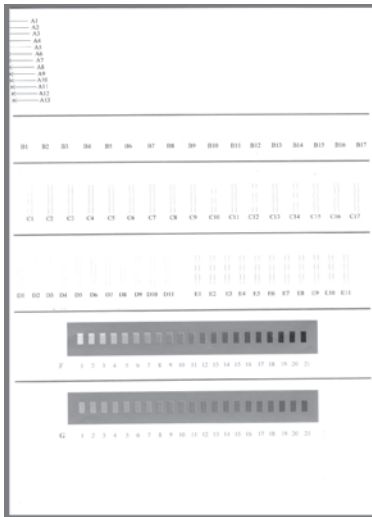 A1
A2
A3
A4
A5
A6
A7
A8
A9
A10
A11
A12
A13
B1 B2 B3 B4 B5 B6 B7 B8 B9 B10 B11 B12 B13 B14 B15 B16 B17
C1 C2 C3 C4 C5 C6 C7 C8 C9 C10 C11 C12 C13 C14 C15 C16 C17
D1 D2 D3 D4 D5 D6 D7 D8 D9 D10 D11 E1 E2 E3 E4 E5 E6 E7 E8 E9 E10 E11
F 1 2 3 4 5 6 7 8 9 10 11 12 13 14 15 16 17 18 19 20 21
G 1 2 3 4 5 6 7 8 9 10 11 12 13 14 15 16 17 18 19 20 21